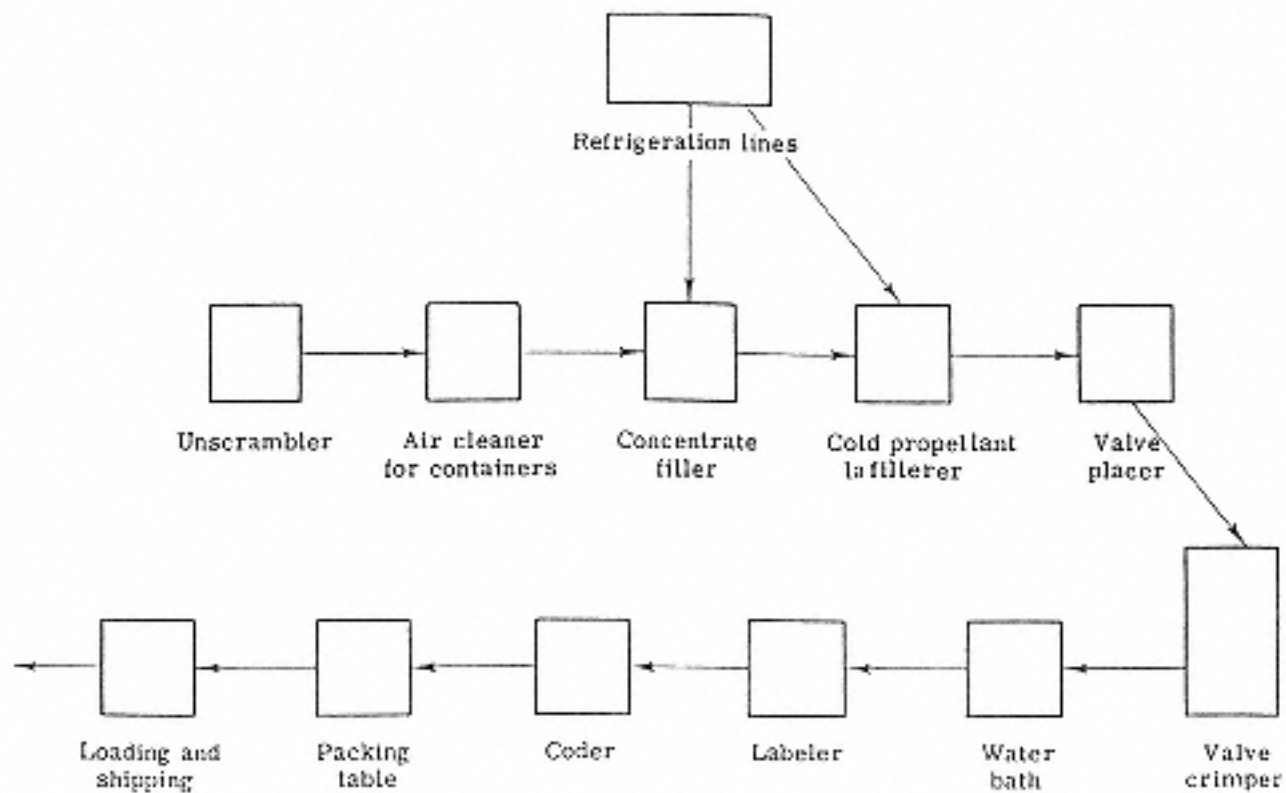 Refrigeration lines
Unscrambler
Air cleaner
for containers
Concentrate
filler
Cold propellant
lafillerer
Valve
placer
Loading and
shipping
Packing
table
Coder
Labeler
Water
bath
Valve
crimper